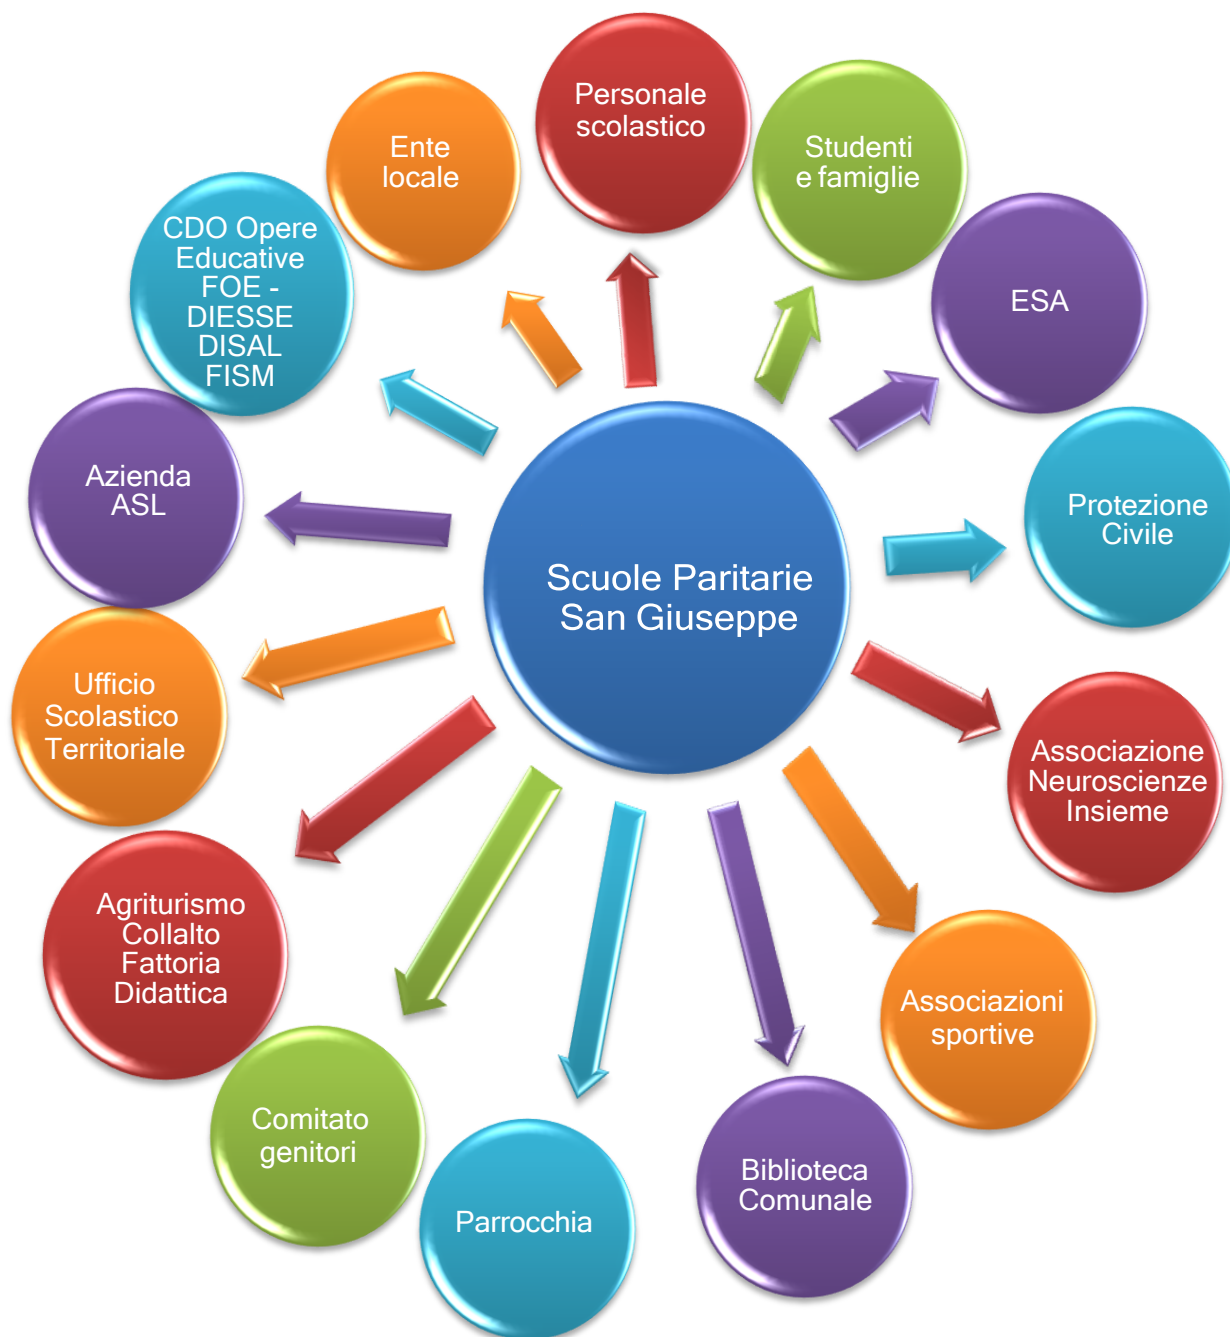 Personale
scolastico
Studenti
e famiglie
ESA
Protezione
Civile
Associazione
Neuroscienze
Insieme
Associazioni
sportive
Biblioteca
Comunale
Parrocchia
Comitato
genitori
Agriturismo
Collalto
Fattoria
Didattica
Ufficio
Scolastico
Territoriale
Azienda
ASL
CDO Opere
Educative
FOE -
DIESSE
DISAL
FISM
Ente
locale
Scuole Paritarie
San Giuseppe